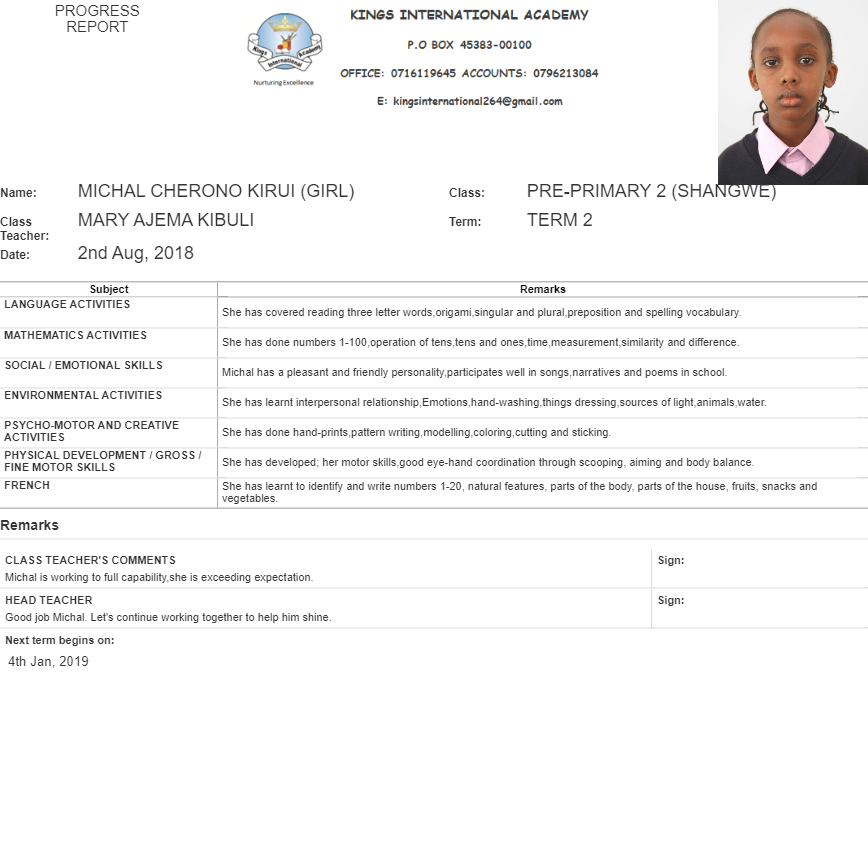 PROGRESS
REPORT
Kings Academy
International
Nurturing Excellence
KINGS INTERNATIONAL ACADEMY
P.O BOX 45383-00100
OFFICE: 0716119645 ACCOUNTS: 0796213084
E: kingsinternational264@gmail.com
Name: MICHAL CHERONO KIRUI (GIRL) Class: PRE-PRIMARY 2 (SHANGWE)
Class Teacher: MARY AJEMA KIBULI Term: TERM 2
Date: 2nd Aug, 2018
Subject Remarks
LANGUAGE ACTIVITIES She has covered reading three letter words,origami,singular and plural,preposition and spelling vocabulary.
MATHEMATICS ACTIVITIES She has done numbers 1-100,operation of tens,tens and ones,time,measurement,similarity and difference.
SOCIAL / EMOTIONAL SKILLS Michal has a pleasant and friendly personality,participates well in songs,narratives and poems in school.
ENVIRONMENTAL ACTIVITIES She has learnt interpersonal relationship,Emotions,hand-washing,things dressing,sources of light,animals,water.
PSYCHO-MOTOR AND CREATIVE
ACTIVITIES She has done hand-prints,pattern writing,modelling,coloring,cutting and sticking.
PHYSICAL DEVELOPMENT / GROSS /
FINE MOTOR SKILLS She has developed; her motor skills,good eye-hand coordination through scooping, aiming and body balance.
FRENCH She has learnt to identify and write numbers 1-20, natural features, parts of the body, parts of the house, fruits, snacks and
vegetables.
Remarks
CLASS TEACHER'S COMMENTS Sign:
Michal is working to full capability,she is exceeding expectation.
HEAD TEACHER Sign:
Good job Michal. Let's continue working together to help him shine.
Next term begins on:
4th Jan, 2019